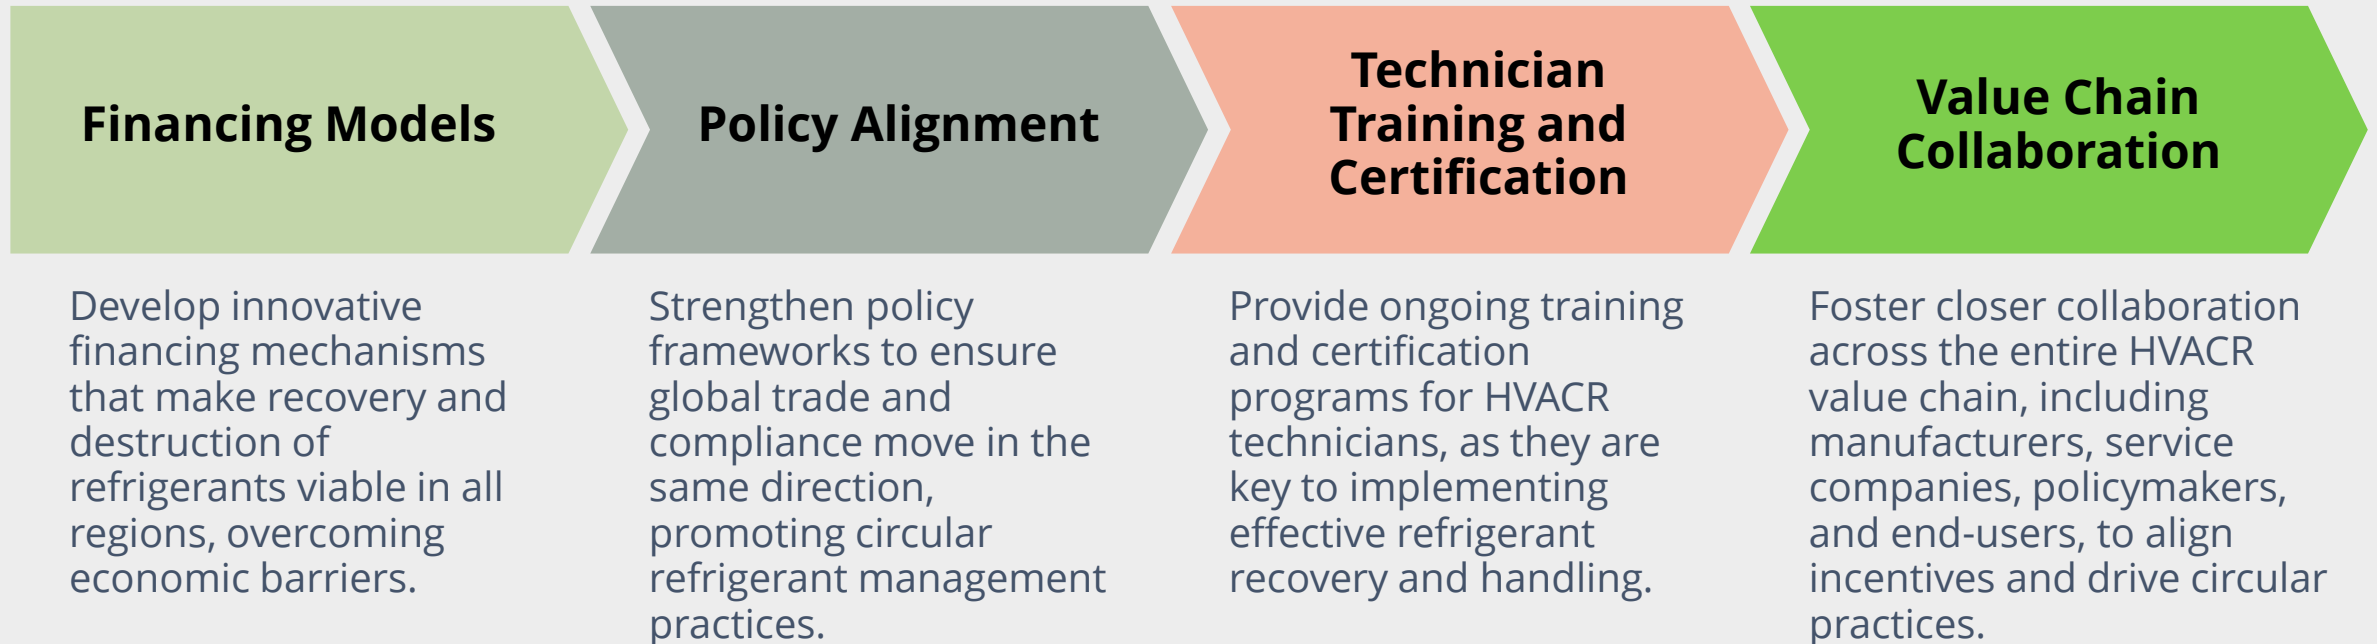 Financing Models
Policy Alignment
Technician
Training and
Certification
Value Chain
Collaboration
Develop innovative
financing mechanisms
that make recovery and
destruction of
refrigerants viable in all
regions, overcoming
economic barriers.
Strengthen policy
frameworks to ensure
global trade and
compliance move in the
same direction,
promoting circular
refrigerant management
practices.
Provide ongoing training
and certification
programs for HVACR
technicians, as they are
key to implementing
effective refrigerant
recovery and handling.
Foster closer collaboration
across the entire HVACR
value chain, including
manufacturers, service
companies, policymakers,
and end-users, to align
incentives and drive circular
practices.